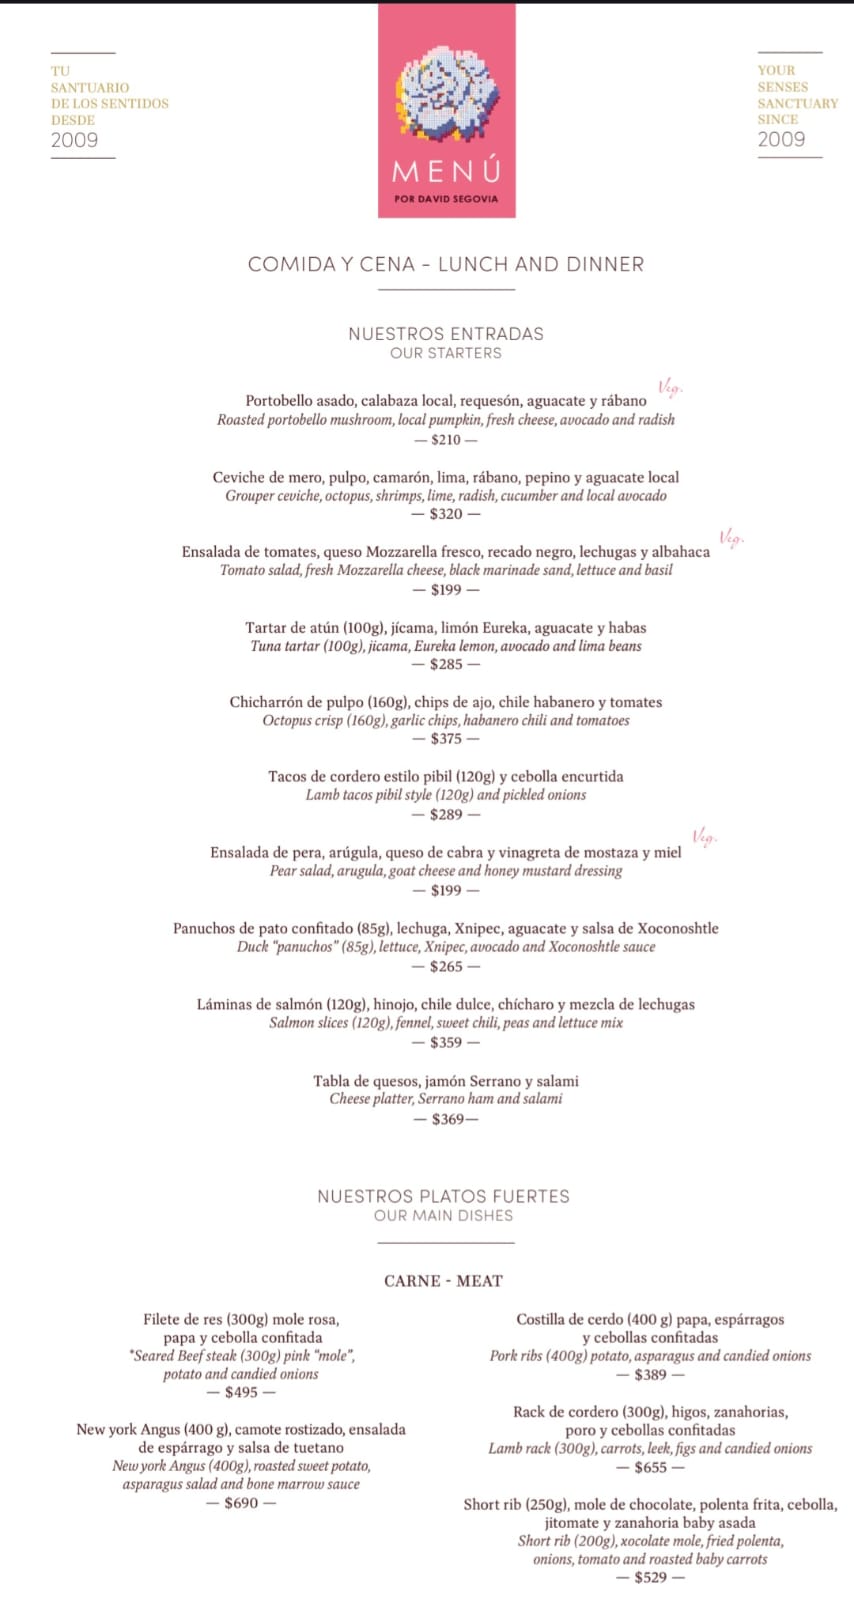 TU
SANTUARIO
DE LOS SENTIDOS
DESDE
2009
MENÚ
POR DAVID SEGOVIA
YOUR
SENSES
SANCTUARY
SINCE
2009
COMIDA Y CENA - LUNCH AND DINNER
NUESTROS ENTRADAS
OUR STARTERS
Veg.
Portobello asado, calabaza local, requesón, aguacate y rábano
Roasted portobello mushroom, local pumpkin, fresh cheese, avocado and radish
— $210 —
Ceviche de mero, pulpo, camarón, lima, rábano, pepino y aguacate local
Grouper ceviche, octopus, shrimps, lime, radish, cucumber and local avocado
— $320 —
Veg.
Ensalada de tomates, queso Mozzarella fresco, recado negro, lechugas y albahaca
Tomato salad, fresh Mozzarella cheese, black marinade sand, lettuce and basil
— $199 —
Tartar de atún (100g), jícama, limón Eureka, aguacate y habas
Tuna tartar (100g), jicama, Eureka lemon, avocado and lima beans
— $285 —
Chicharrón de pulpo (160g), chips de ajo, chile habanero y tomates
Octopus crisp (160g), garlic chips, habanero chili and tomatoes
— $375 —
Tacos de cordero estilo pibil (120g) y cebolla encurtida
Lamb tacos pibil style (120g) and pickled onions
— $289 —
Veg.
Ensalada de pera, arúgula, queso de cabra y vinagreta de mostaza y miel
Pear salad, arugula, goat cheese and honey mustard dressing
— $199 —
Panuchos de pato confitado (85g), lechuga, Xnipec, aguacate y salsa de Xoconoshtle
Duck “panuchos” (85g), lettuce, Xnipec, avocado and Xoconoshtle sauce
— $265 —
Láminas de salmón (120g), hinojo, chile dulce, chícharo y mezcla de lechugas
Salmon slices (120g), fennel, sweet chili, peas and lettuce mix
— $359 —
Tabla de quesos, jamón Serrano y salami
Cheese platter, Serrano ham and salami
— $369—
NUESTROS PLATOS FUERTES
OUR MAIN DISHES
CARNE - MEAT
Filete de res (300g) mole rosa,
papa y cebolla confitada
*Seared Beef steak (300g) pink “mole”,
potato and candied onions
— $495 —
New york Angus (400 g), camote rostizado, ensalada
de espárrago y salsa de tuetano
New york Angus (400g), roasted sweet potato,
asparagus salad and bone marrow sauce
— $690 —
Costilla de cerdo (400 g) papa, espárragos
y cebollas confitadas
Pork ribs (400g) potato, asparagus and candied onions
— $389 —
Rack de cordero (300g), higos, zanahorias,
poro y cebollas confitadas
Lamb rack (300g), carrots, leek, figs and candied onions
— $655 —
Short rib (250g), mole de chocolate, polenta frita, cebolla,
jitomate y zanahoria baby asada
Short rib (200g), xocolate mole, fried polenta,
onions, tomato and roasted baby carrots
— $529 —